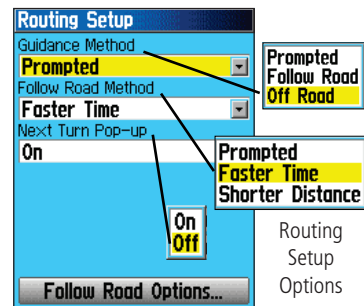 Routing Setup
Guidance Method
Prompted
Follow Road Method
Faster Time
Next Turn Pop-up
On
On
Off
Follow Road Options...
Prompted
Follow Road
Off Road
Prompted
Faster Time
Shorter Distance
Routing
Setup
Options